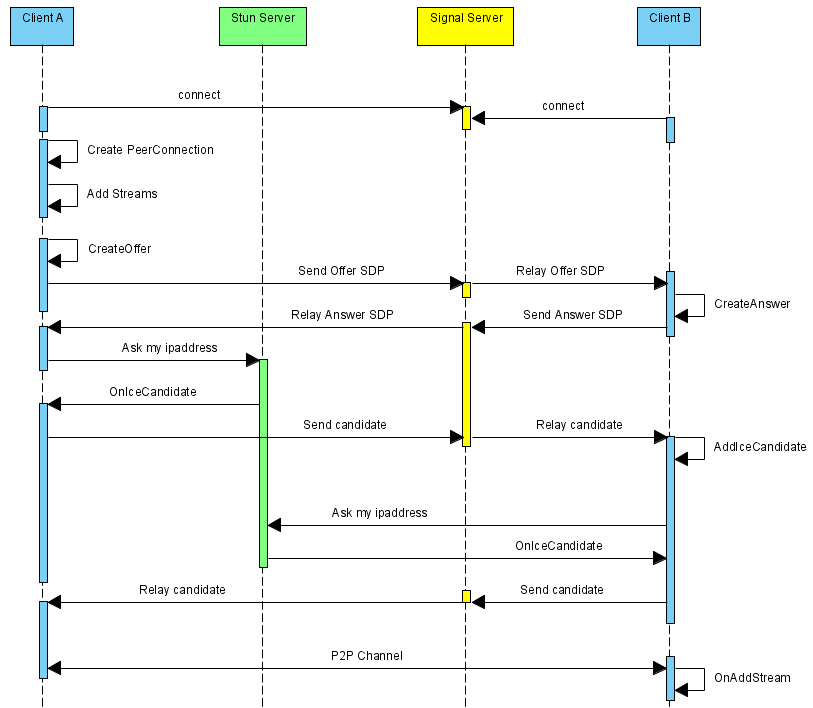 Client A
Stun Server
Signal Server
Client B
connect
connect
Create PeerConnection
Add Streams
CreateOffer
Send Offer SDP
Relay Offer SDP
CreateAnswer
Relay Answer SDP
Send Answer SDP
Ask my ipaddress
OnIceCandidate
Send candidate
Relay candidate
AddIceCandidate
Ask my ipaddress
OnIceCandidate
Relay candidate
Send candidate
P2P Channel
OnAddStream